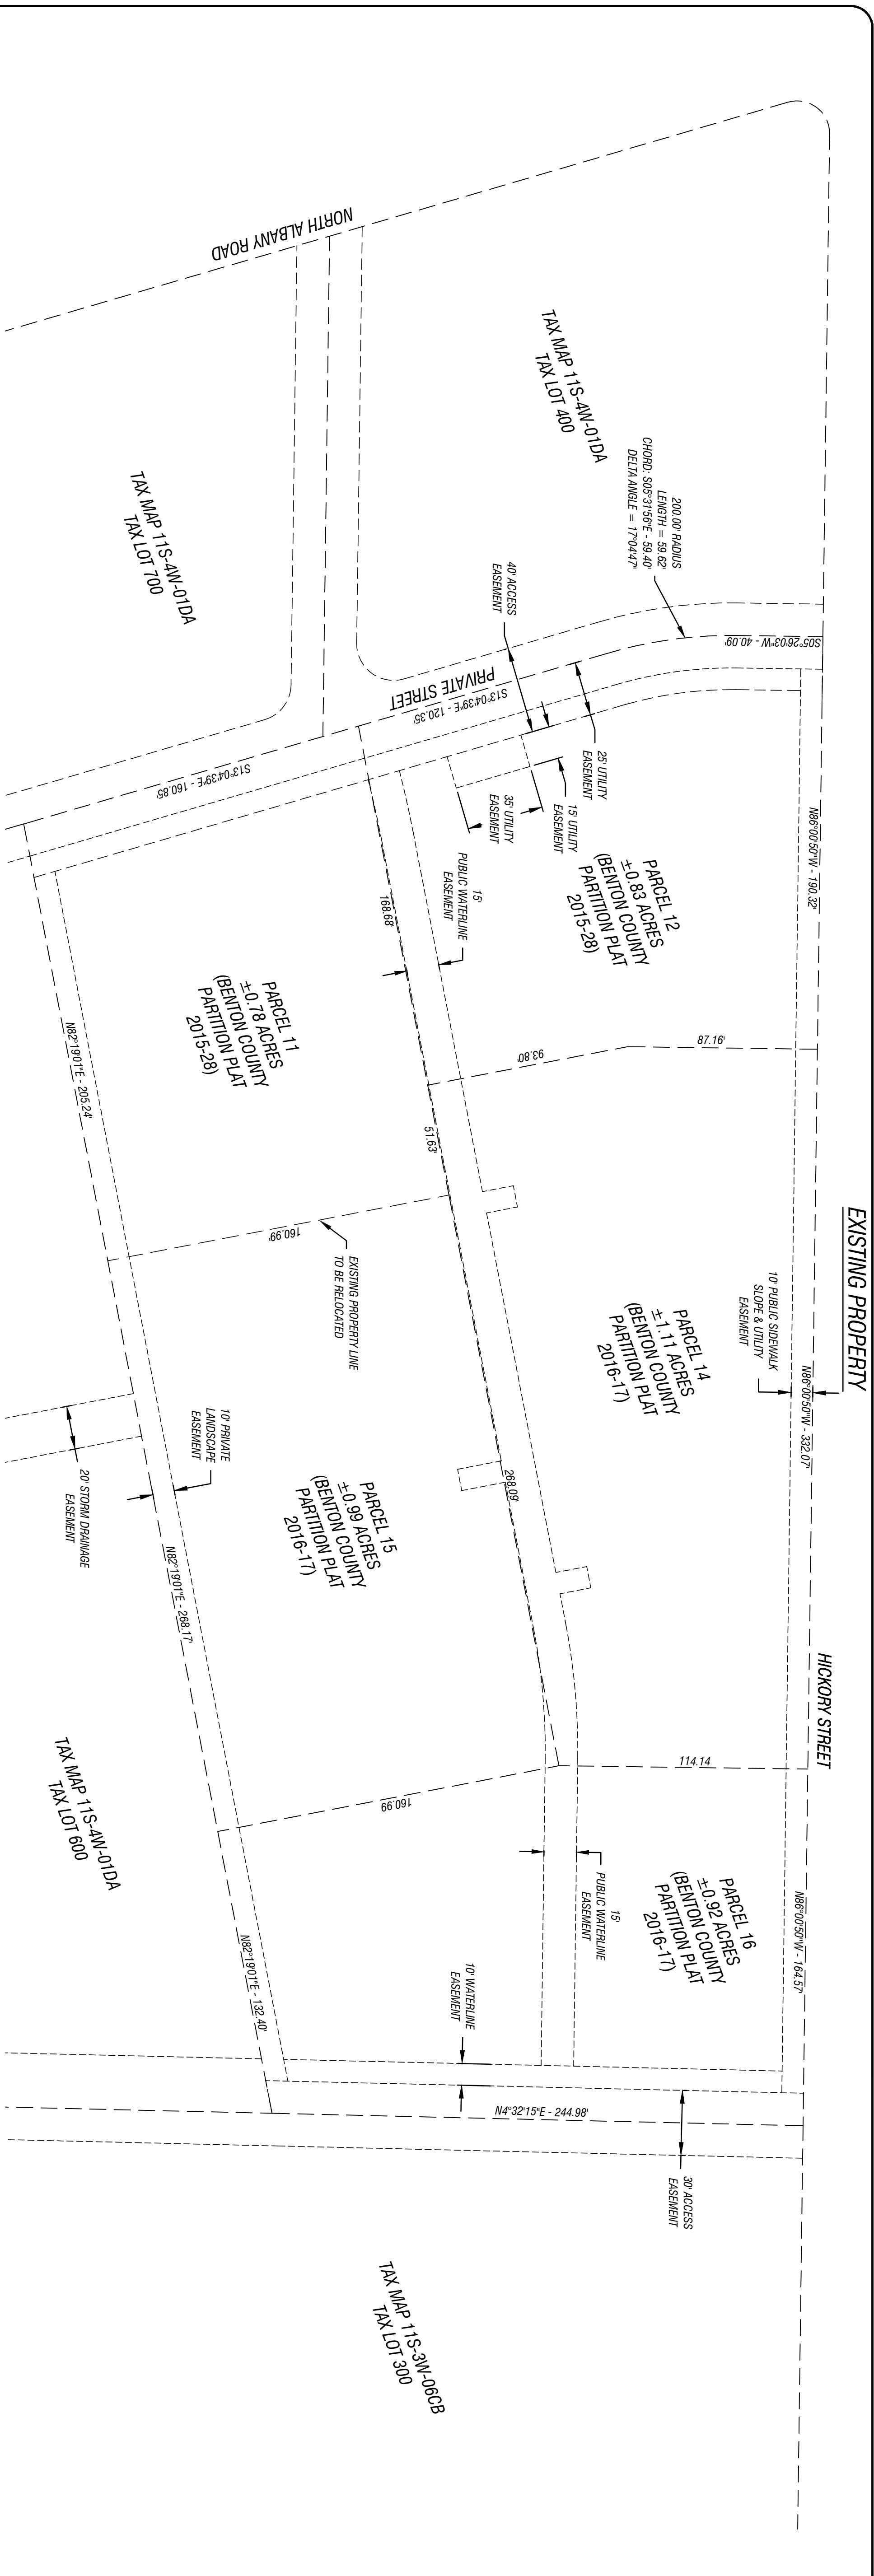 EXISTING PROPERTY
HICKORY STREET
NORTH ALBANY ROAD
PRIVATE STREET
TAX MAP 11S-4W-01DA
TAX LOT 400
TAX MAP 11S-4W-01DA
TAX LOT 700
200.00' RADIUS
LENGTH = 59.62'
CHORD: S05°31'56"E - 59.40'
DELTA ANGLE = 17°04'47"
S05°26'03"W - 40.09'
40' ACCESS
EASEMENT
S13°04'39"E - 120.35'
S13°04'39"E - 160.85'
25' UTILITY
EASEMENT
15' UTILITY
EASEMENT
35' UTILITY
EASEMENT
N86°00'50"W - 190.32'
PARCEL 12
±0.83 ACRES
(BENTON COUNTY
PARTITION PLAT
2015-28)
15'
PUBLIC WATERLINE
EASEMENT
168.68'
PARCEL 11
±0.78 ACRES
(BENTON COUNTY
PARTITION PLAT
2015-28)
N82°19'01"E - 205.24'
87.16'
93.80'
51.63'
160.99'
EXISTING PROPERTY LINE
TO BE RELOCATED
10' PUBLIC SIDEWALK
SLOPE & UTILITY
EASEMENT
N86°00'50"W - 332.07'
PARCEL 14
±1.11 ACRES
(BENTON COUNTY
PARTITION PLAT
2016-17)
268.09'
PARCEL 15
±0.99 ACRES
(BENTON COUNTY
PARTITION PLAT
2016-17)
10' PRIVATE
LANDSCAPE
EASEMENT
20' STORM DRAINAGE
EASEMENT
N82°19'01"E - 268.17'
TAX MAP 11S-4W-01DA
TAX LOT 600
114.14
160.99
PARCEL 16
±0.92 ACRES
(BENTON COUNTY
PARTITION PLAT
2016-17)
N86°00'50"W - 164.57'
15'
PUBLIC WATERLINE
EASEMENT
10' WATERLINE
EASEMENT
N82°19'01"E - 132.40'
N4°32'15"E - 244.98'
30' ACCESS
EASEMENT
TAX MAP 11S-3W-06CB
TAX LOT 300